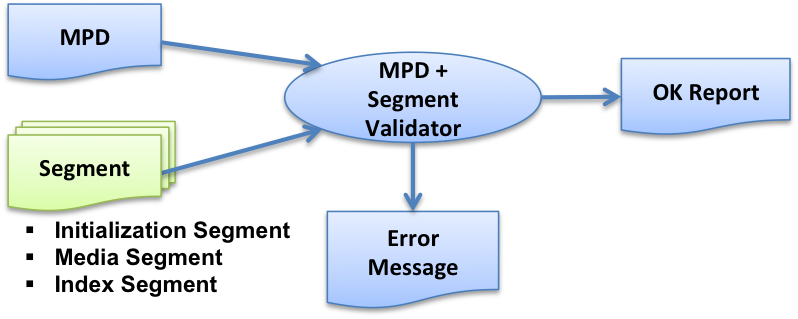 MPD
MPD +
Segment
Validator
OK Report
Segment
▪ Initialization Segment
▪ Media Segment
▪ Index Segment
Error
Message